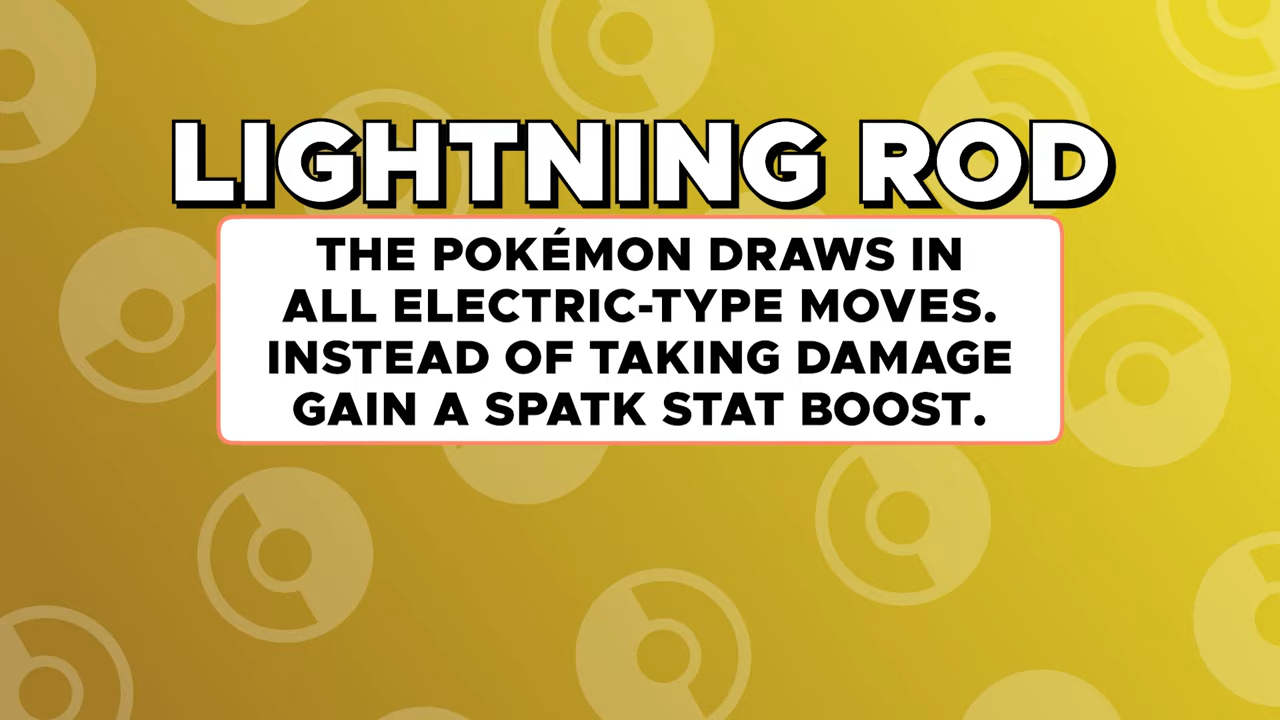 LIGHTNING ROD
THE POKÉMON DRAWS IN
ALL ELECTRIC-TYPE MOVES.
INSTEAD OF TAKING DAMAGE
GAIN A SPATK STAT BOOST.